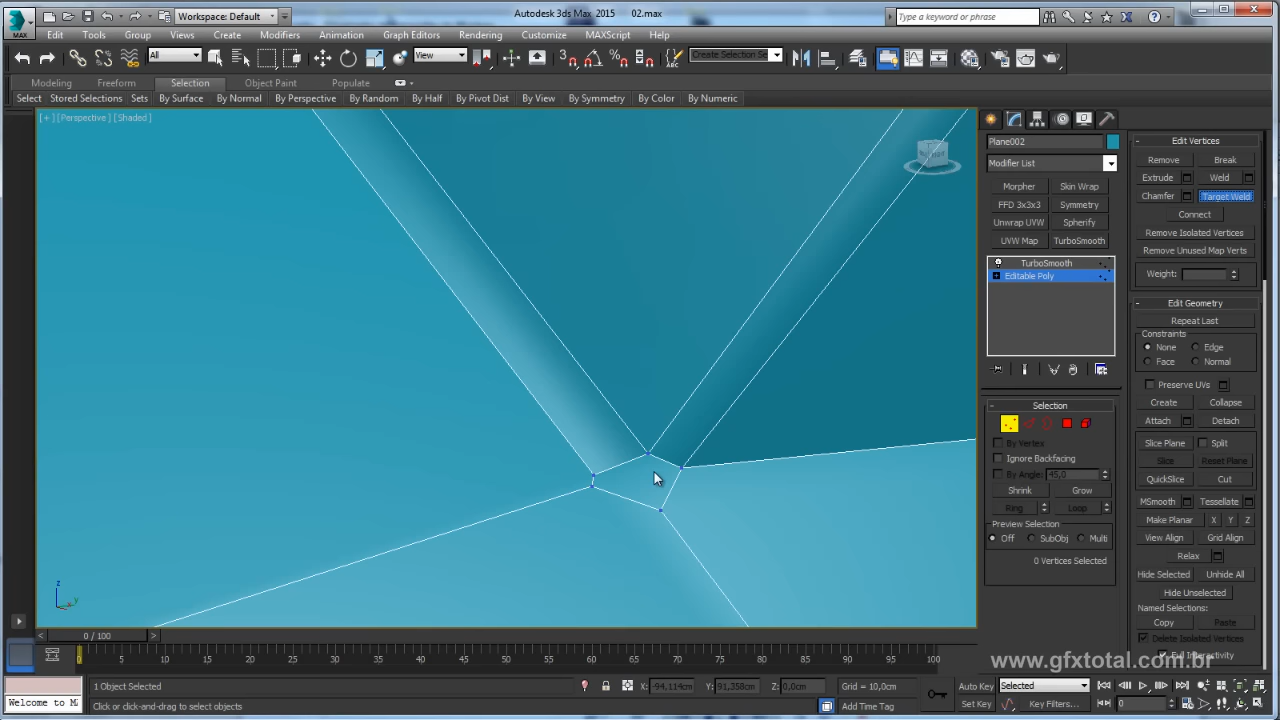 Workspace: Default
Autodesk 3ds Max 2015 02.max
Type a keyword or phrase
MAX
Edit Tools Group Views Create Modifiers Animation Graph Editors Rendering Customize MAXScript Help
All View Create Selection Se
Modeling Freeform Selection Object Paint Populate
Select Stored Selections Sets By Surface By Normal By Perspective By Random By Half By Pivot Dist By View By Symmetry By Color By Numeric
[+] [Perspective] [Shaded]
Plane002
Modifier List
Morpher Skin Wrap
FFD 3x3x3 Symmetry
Unwrap UVW Spherify
UVW Map TurboSmooth
TurboSmooth
Editable Poly
Selection
By Vertex
Ignore Backfacing
By Angle: 45,0
Shrink Grow
Ring Loop
Preview Selection
Off SubObj Multi
0 Vertices Selected
Edit Vertices
Remove Break
Extrude Weld
Chamfer Target Weld
Connect
Remove Isolated Vertices
Remove Unused Map Verts
Weight:
Edit Geometry
Repeat Last
Constraints
None Edge
Face Normal
Preserve UVs
Create Collapse
Attach Detach
Slice Plane Split
Slice Reset Plane
QuickSlice Cut
MSmooth Tessellate
Make Planar X Y Z
View Align Grid Align
Relax
Hide Selected Unhide All
Hide Unselected
Named Selections:
Copy Paste
Delete Isolated Vertices
Full Interactivity
www.gfxtotal.com.br
z
y
0 / 100
0 5 10 15 20 25 30 35 40 45 50 55 60 65 70 75 80 85 90 95 100
1 Object Selected X: -94,114cm Y: 91,358cm Z: 0,0cm Grid = 10,0cm Auto Key Selected
Welcome to M
Click or click-and-drag to select objects Add Time Tag Set Key Key Filters... 0